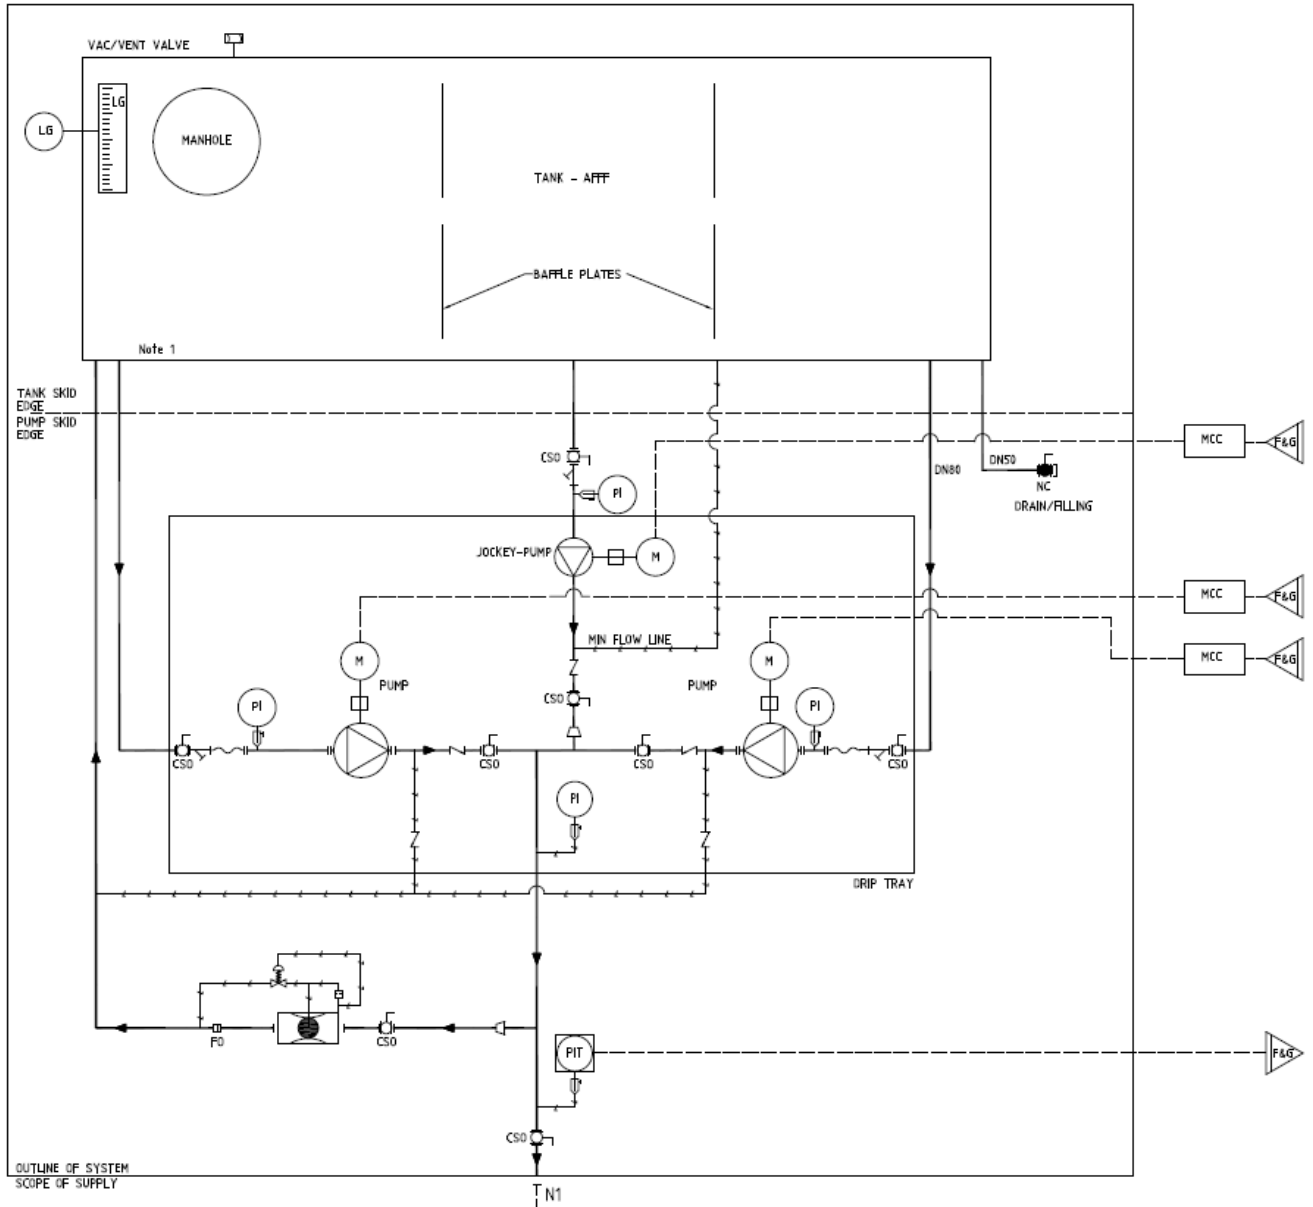 VAC/VENT VALVE
LG
LG
MANHOLE
TANK - AFFF
BAFFLE PLATES
Note 1
TANK SKID
EDGE
PUMP SKID
EDGE
MCC
F&G
CSO
DN80
DN50
NC
PI
DRAIN/FILLING
JOCKEY-PUMP
M
MCC
F&G
MIN FLOW LINE
M
M
MCC
F&G
PUMP
PUMP
CSO
PI
PI
CSO
CSO
CSO
CSO
PI
DRIP TRAY
FO
CSO
PIT
F&G
CSO
OUTLINE OF SYSTEM
SCOPE OF SUPPLY
N1